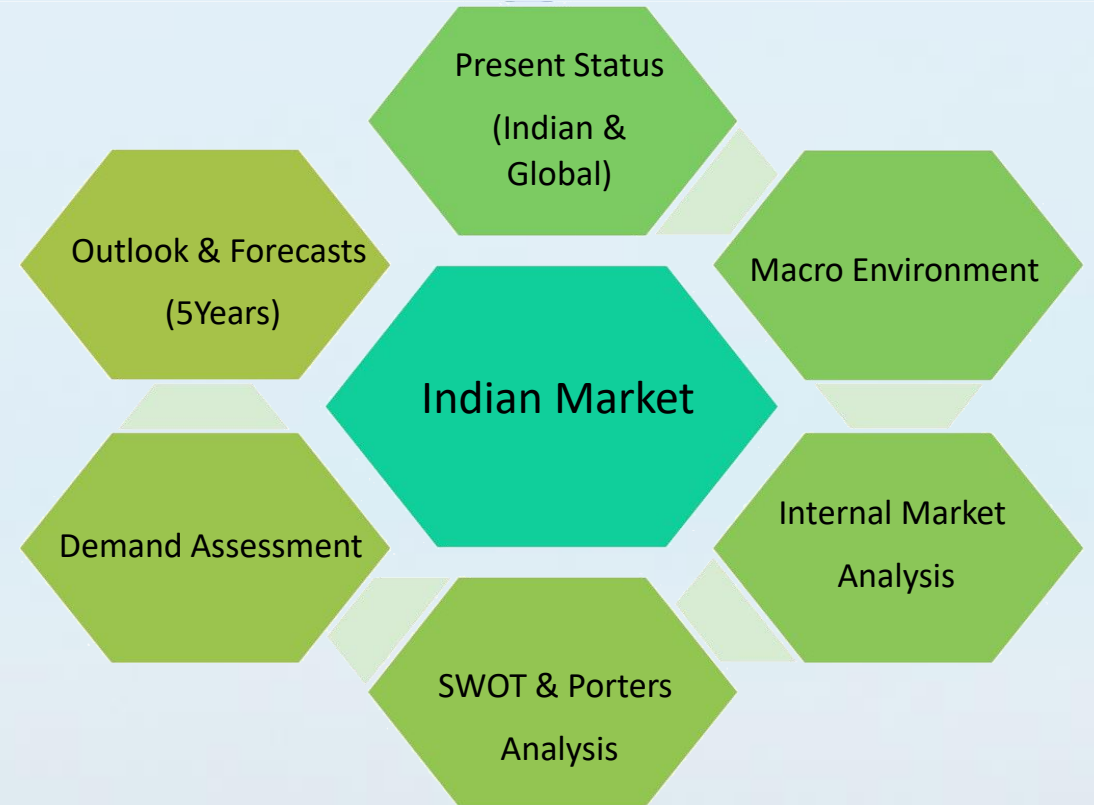 Present Status
(Indian &
Global)
Macro Environment
Internal Market
Analysis
SWOT & Porters
Analysis
Demand Assessment
Outlook & Forecasts
(5Years)
Indian Market